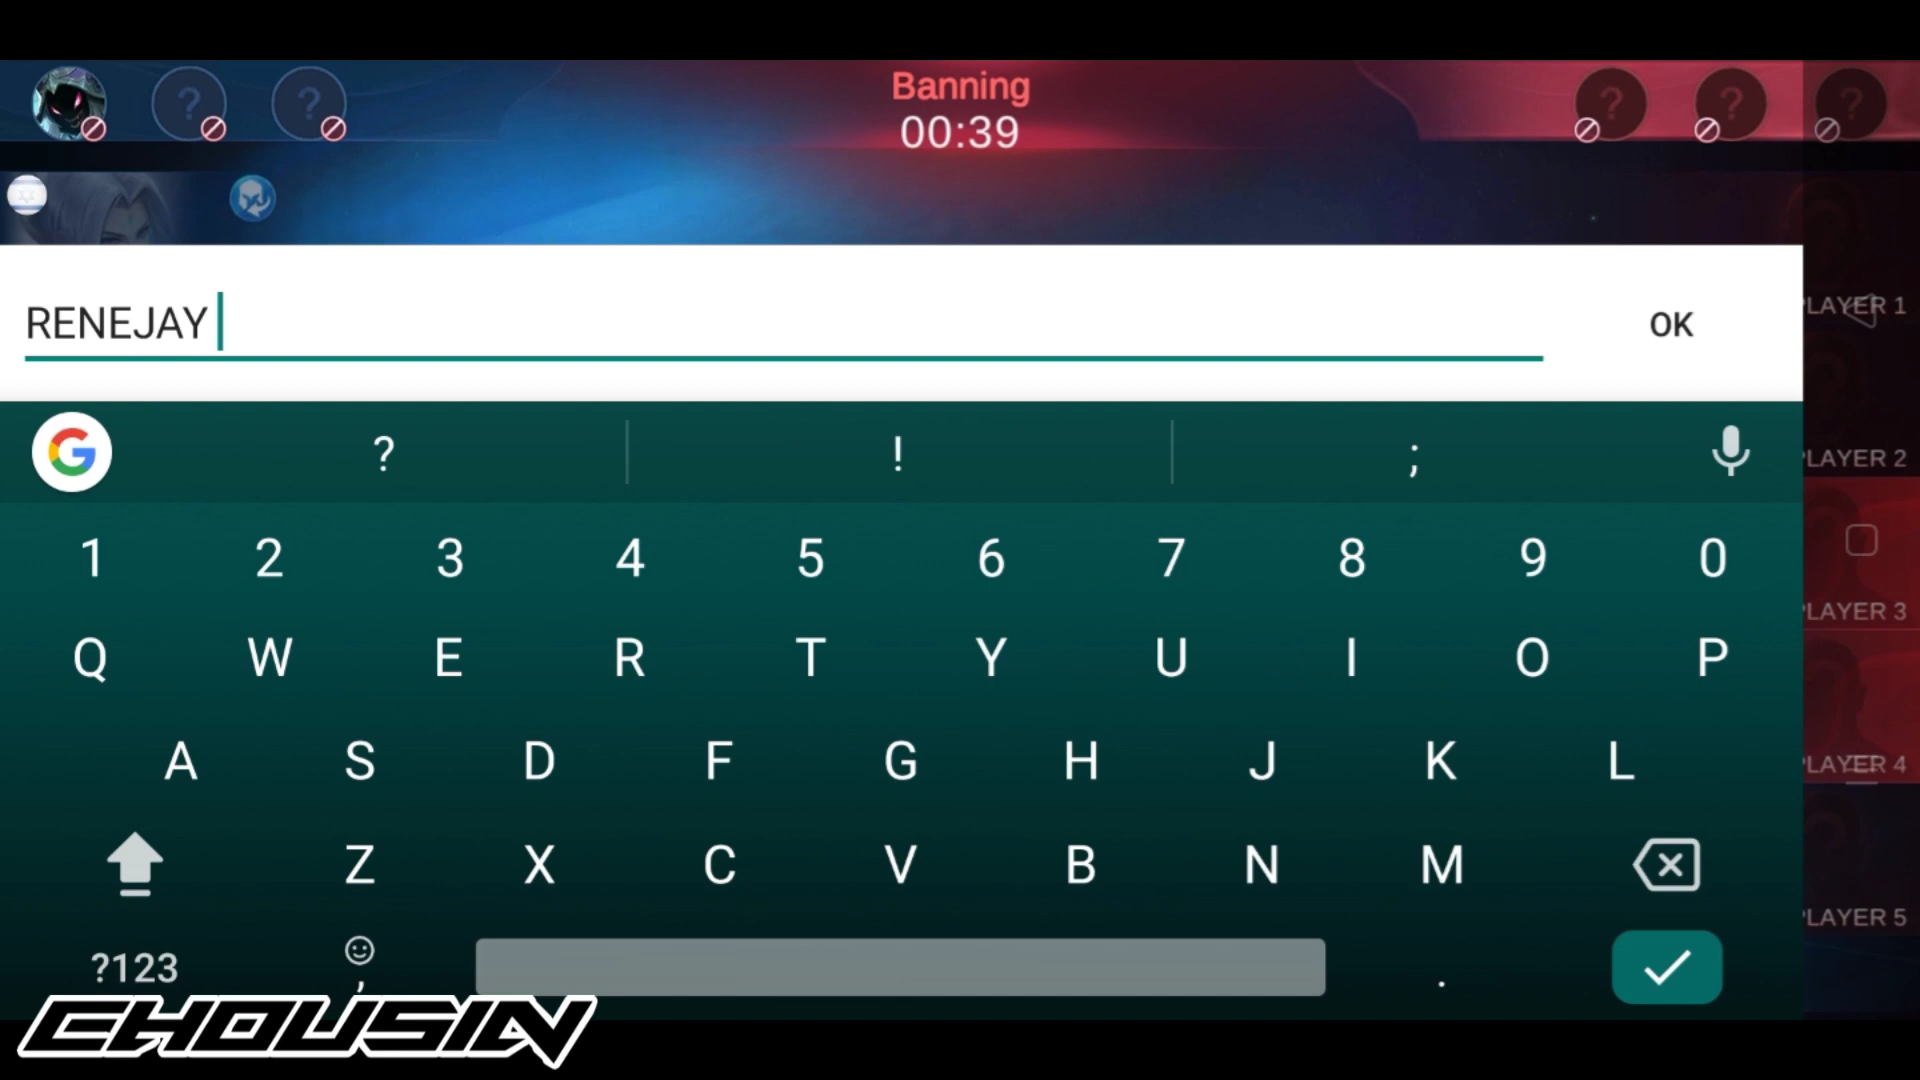 Banning
00:39
RENEJAY
OK
LAYER 1
? ! ;
LAYER 2
1 2 3 4 5 6 7 8 9 0
LAYER 3
Q W E R T Y U I O P
A S D F G H J K L
LAYER 4
Z X C V B N M
LAYER 5
?123 , .
CHOUSIN